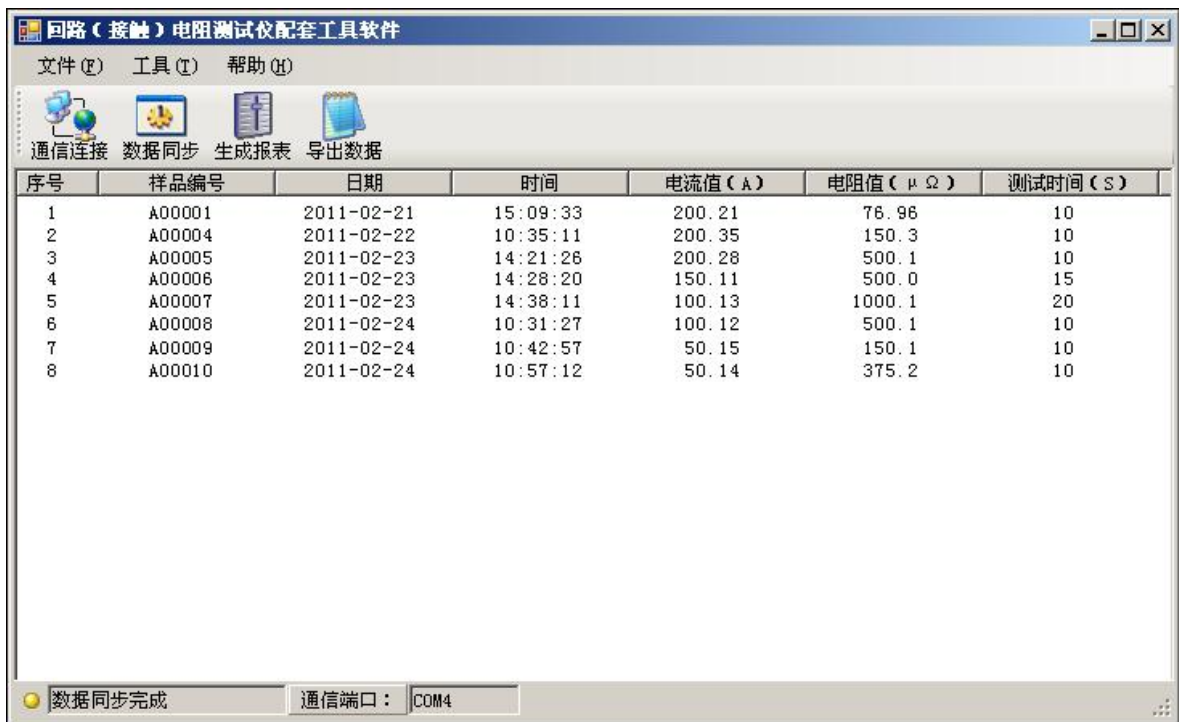 回路(接触)电阻测试仪配套工具软件
文件(F) 工具(T) 帮助(H)
通信连接 数据同步 生成报表 导出数据
序号 样品编号 日期 时间 电流值(A) 电阻值(μΩ) 测试时间(S)
1 A00001 2011-02-21 15:09:33 200.21 76.96 10
2 A00004 2011-02-22 10:35:11 200.35 150.3 10
3 A00005 2011-02-23 14:21:26 200.28 500.1 10
4 A00006 2011-02-23 14:28:20 150.11 500.0 15
5 A00007 2011-02-23 14:38:11 100.13 1000.1 20
6 A00008 2011-02-24 10:31:27 100.12 500.1 10
7 A00009 2011-02-24 10:42:57 50.15 150.1 10
8 A00010 2011-02-24 10:57:12 50.14 375.2 10
数据同步完成 通信端口: COM4